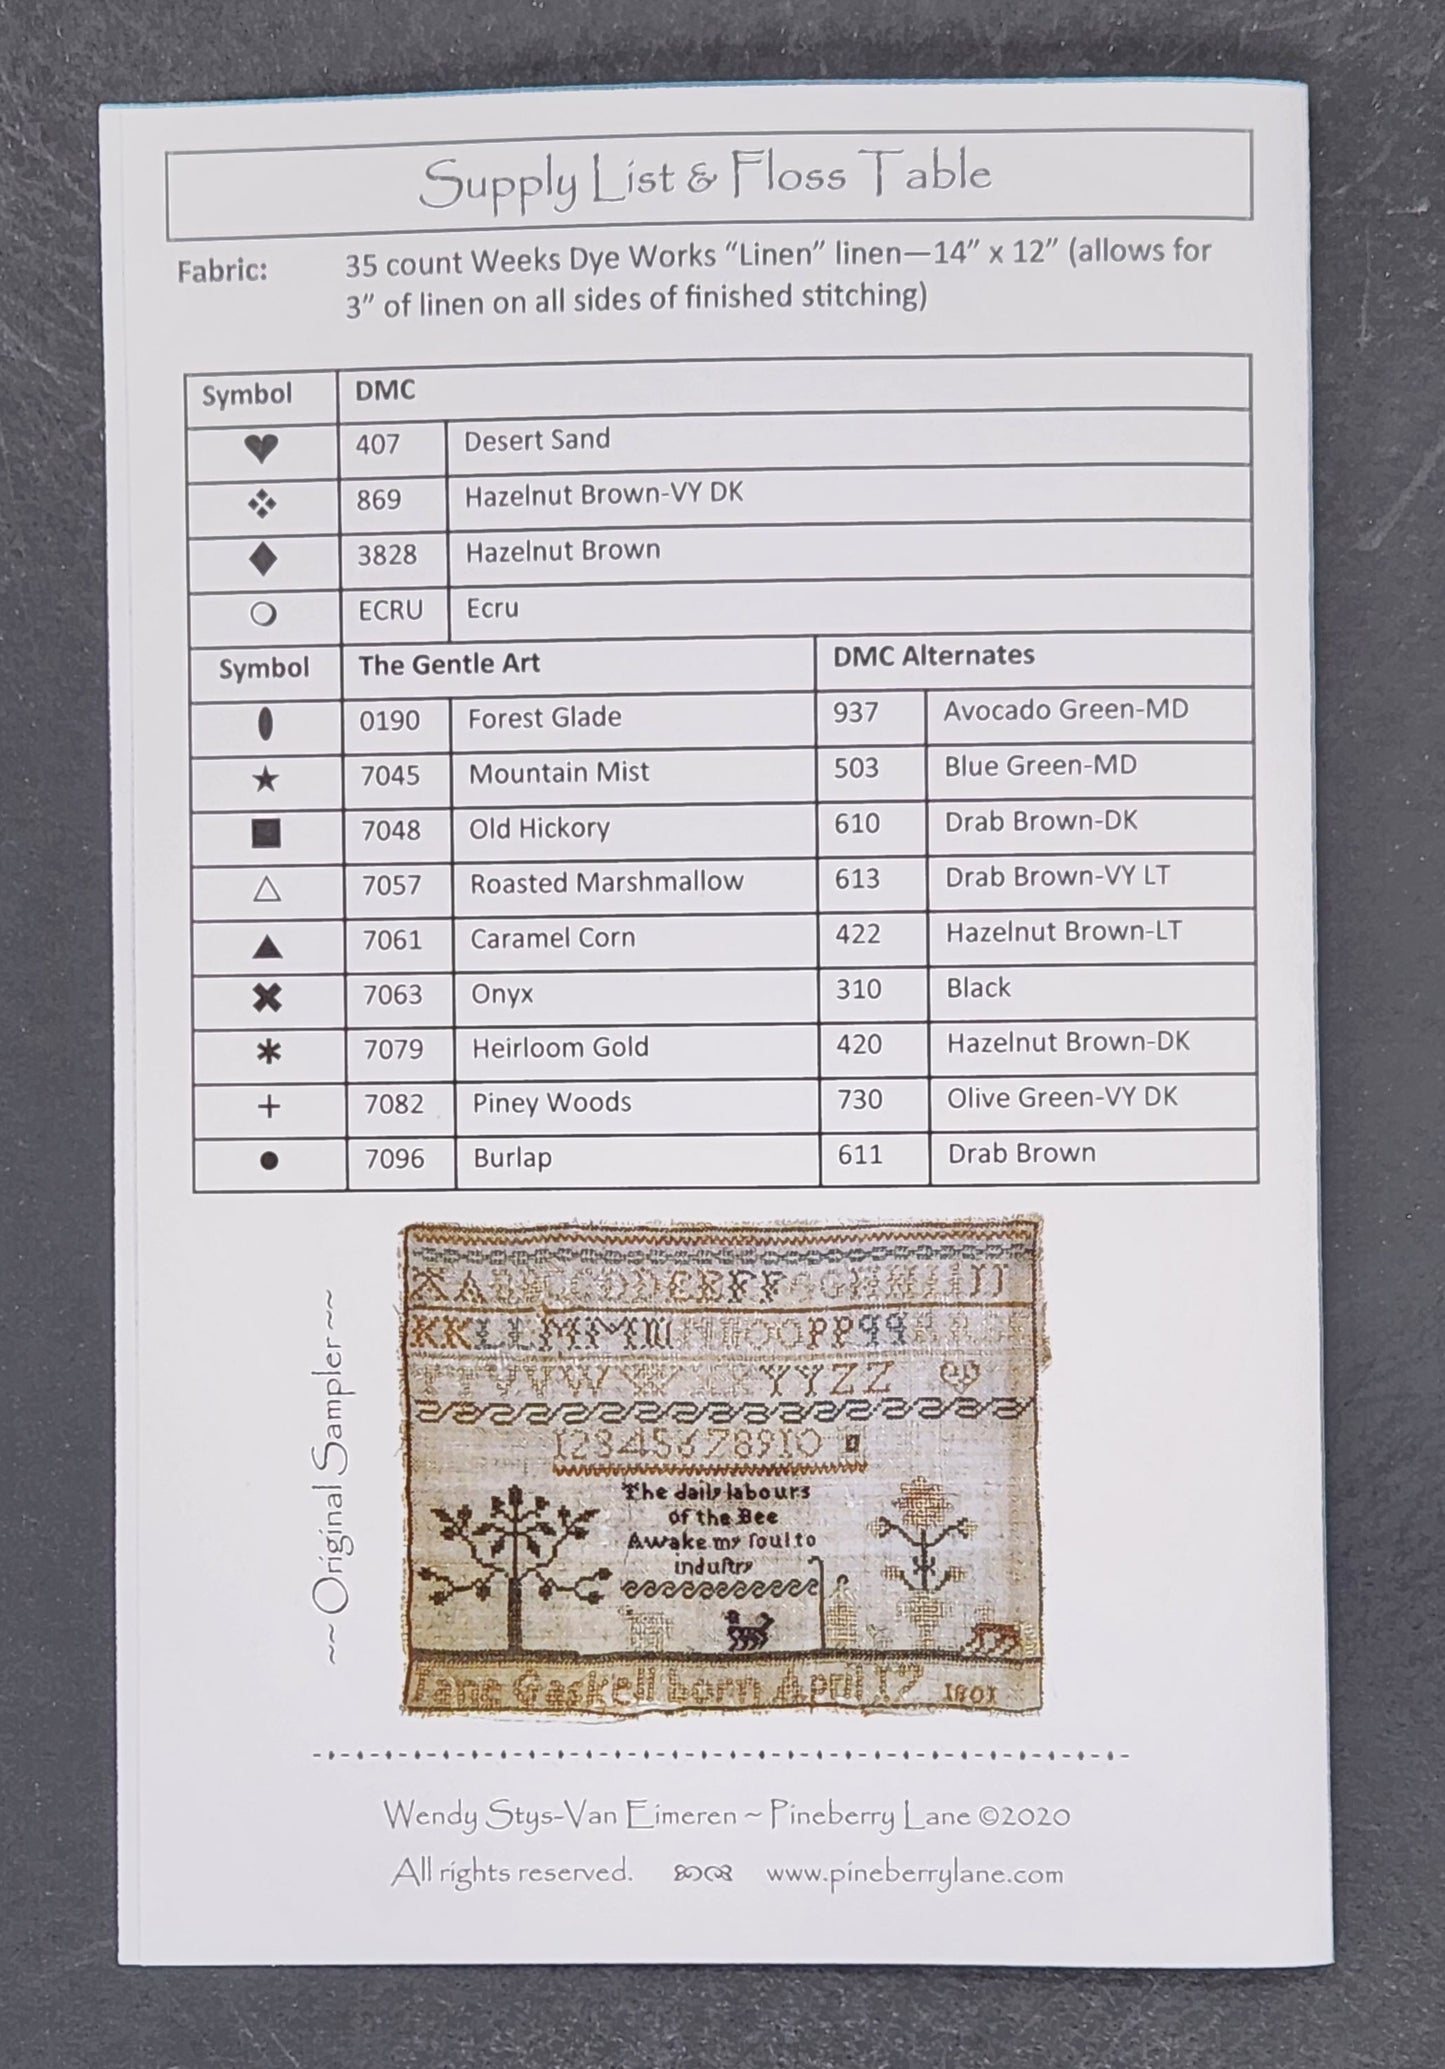 Supply List & Floss Table
Fabric: 35 count Weeks Dye Works “Linen” linen—14” x 12” (allows for
3” of linen on all sides of finished stitching)
Symbol DMC
407 Desert Sand
869 Hazelnut Brown-VY DK
3828 Hazelnut Brown
ECRU Ecru
Symbol The Gentle Art DMC Alternates
0190 Forest Glade 937 Avocado Green-MD
7045 Mountain Mist 503 Blue Green-MD
7048 Old Hickory 610 Drab Brown-DK
7057 Roasted Marshmallow 613 Drab Brown-VY LT
7061 Caramel Corn 422 Hazelnut Brown-LT
7063 Onyx 310 Black
7079 Heirloom Gold 420 Hazelnut Brown-DK
7082 Piney Woods 730 Olive Green-VY DK
7096 Burlap 611 Drab Brown
~~ Original Sampler ~~
12345678910
The daily labours
of the Bee
Awake my ſoul to
induſtry
Jane Gaskell born April 17 1801
Wendy Stys-Van Eimeren ~ Pineberry Lane ©2020
All rights reserved. www.pineberrylane.com